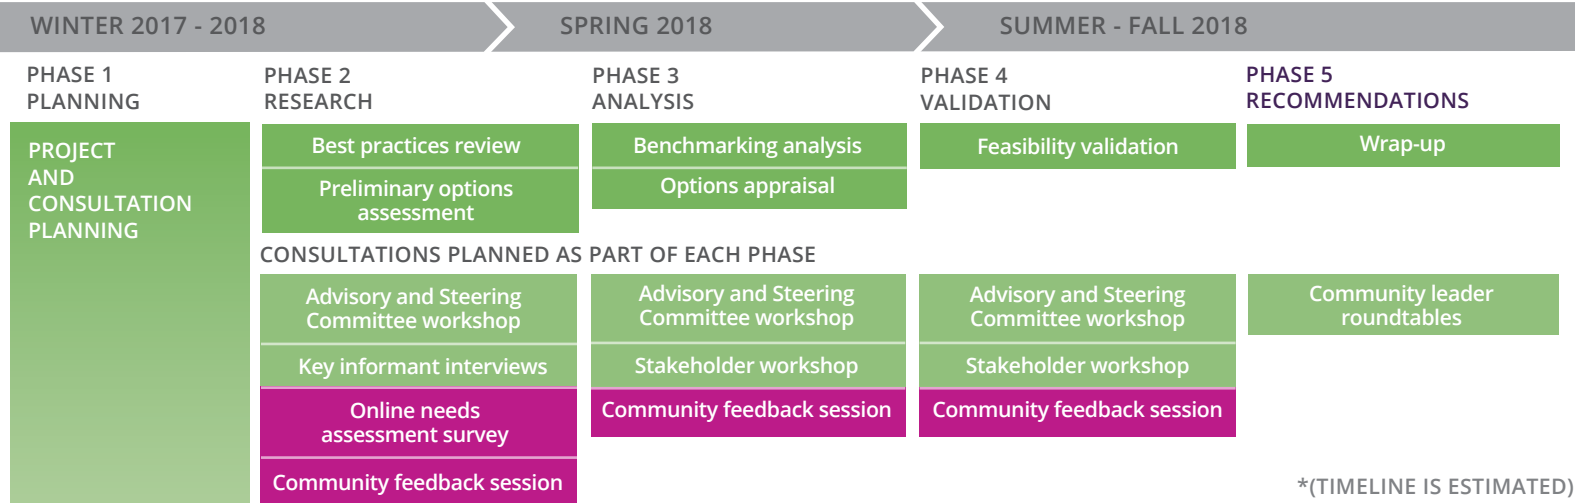 WINTER 2017 - 2018
SPRING 2018
SUMMER - FALL 2018
PHASE 1
PLANNING
PHASE 2
RESEARCH
PHASE 3
ANALYSIS
PHASE 4
VALIDATION
PHASE 5
RECOMMENDATIONS
PROJECT
AND
CONSULTATION
PLANNING
Best practices review
Preliminary options
assessment
Benchmarking analysis
Options appraisal
Feasibility validation
Wrap-up
CONSULTATIONS PLANNED AS PART OF EACH PHASE
Advisory and Steering
Committee workshop
Key informant interviews
Online needs
assessment survey
Community feedback session
Advisory and Steering
Committee workshop
Stakeholder workshop
Community feedback session
Advisory and Steering
Committee workshop
Stakeholder workshop
Community feedback session
Community leader
roundtables
*(TIMELINE IS ESTIMATED)